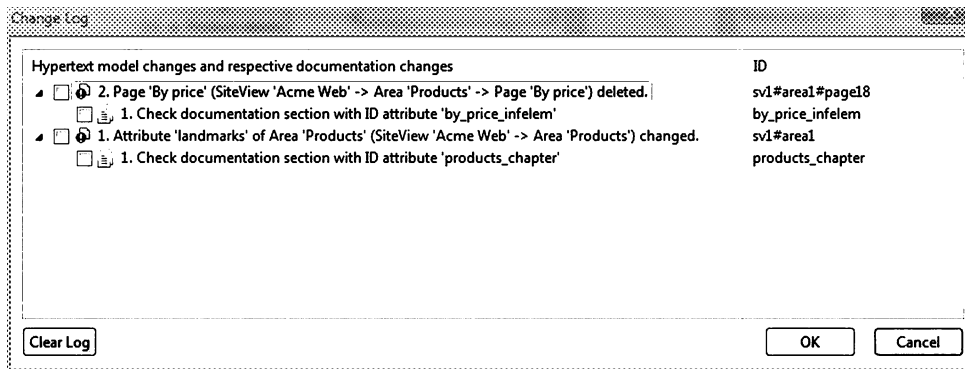 Change Log
Hypertext model changes and respective documentation changes ID
2. Page 'By price' (SiteView 'Acme Web' -> Area 'Products' -> Page 'By price') deleted. sv1#area1#page18
1. Check documentation section with ID attribute 'by_price_infelem' by_price_infelem
1. Attribute 'landmarks' of Area 'Products' (SiteView 'Acme Web' -> Area 'Products') changed. sv1#area1
1. Check documentation section with ID attribute 'products_chapter' products_chapter
Clear Log OK Cancel